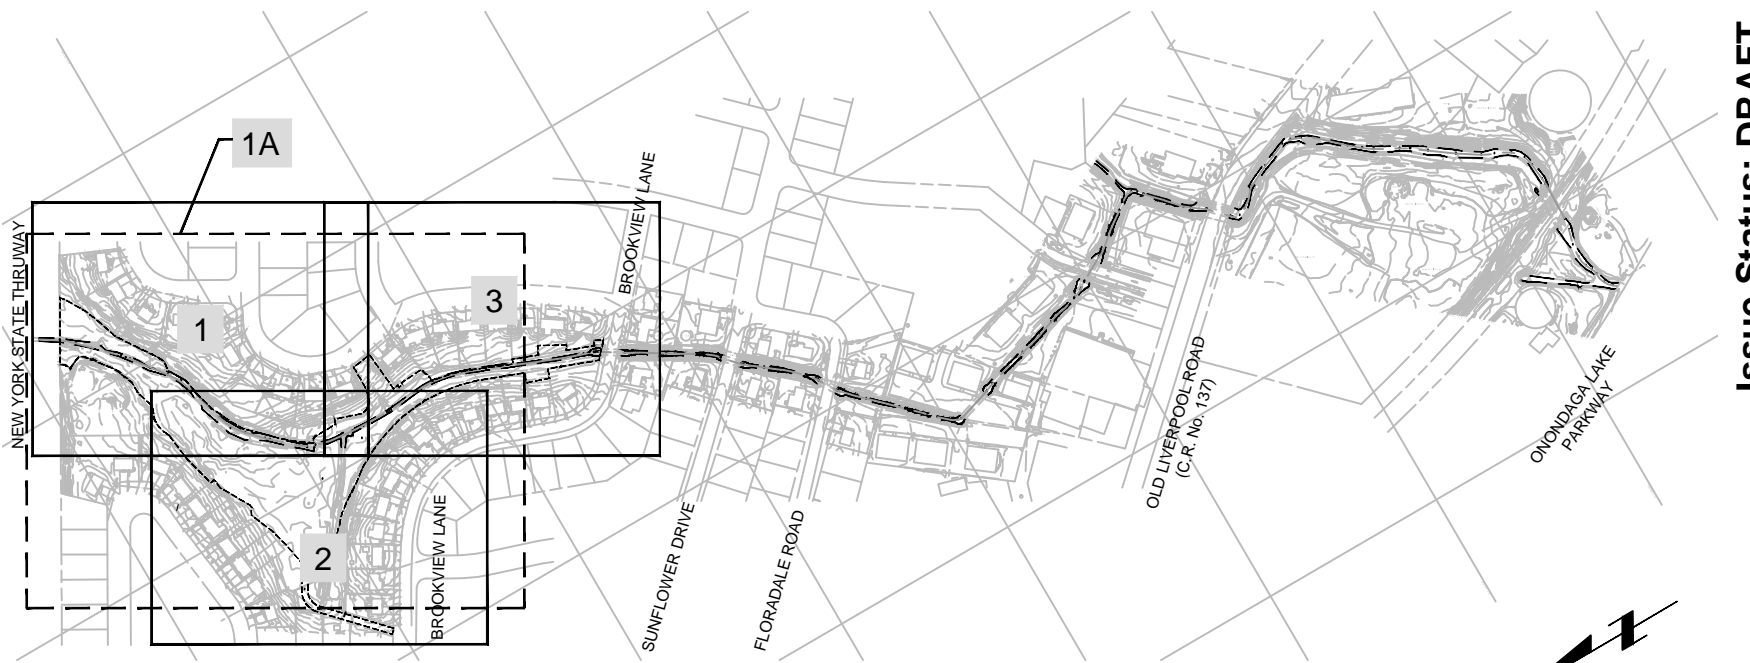 1A
NEW YORK STATE THRUWAY
1
3
2
BROOKVIEW LANE
BROOKVIEW LANE
SUNFLOWER DRIVE
FLORADALE ROAD
OLD LIVERPOOL ROAD
(C.R. No. 137)
ONONDAGA LAKE
PARKWAY
Issue Status: DRAFT